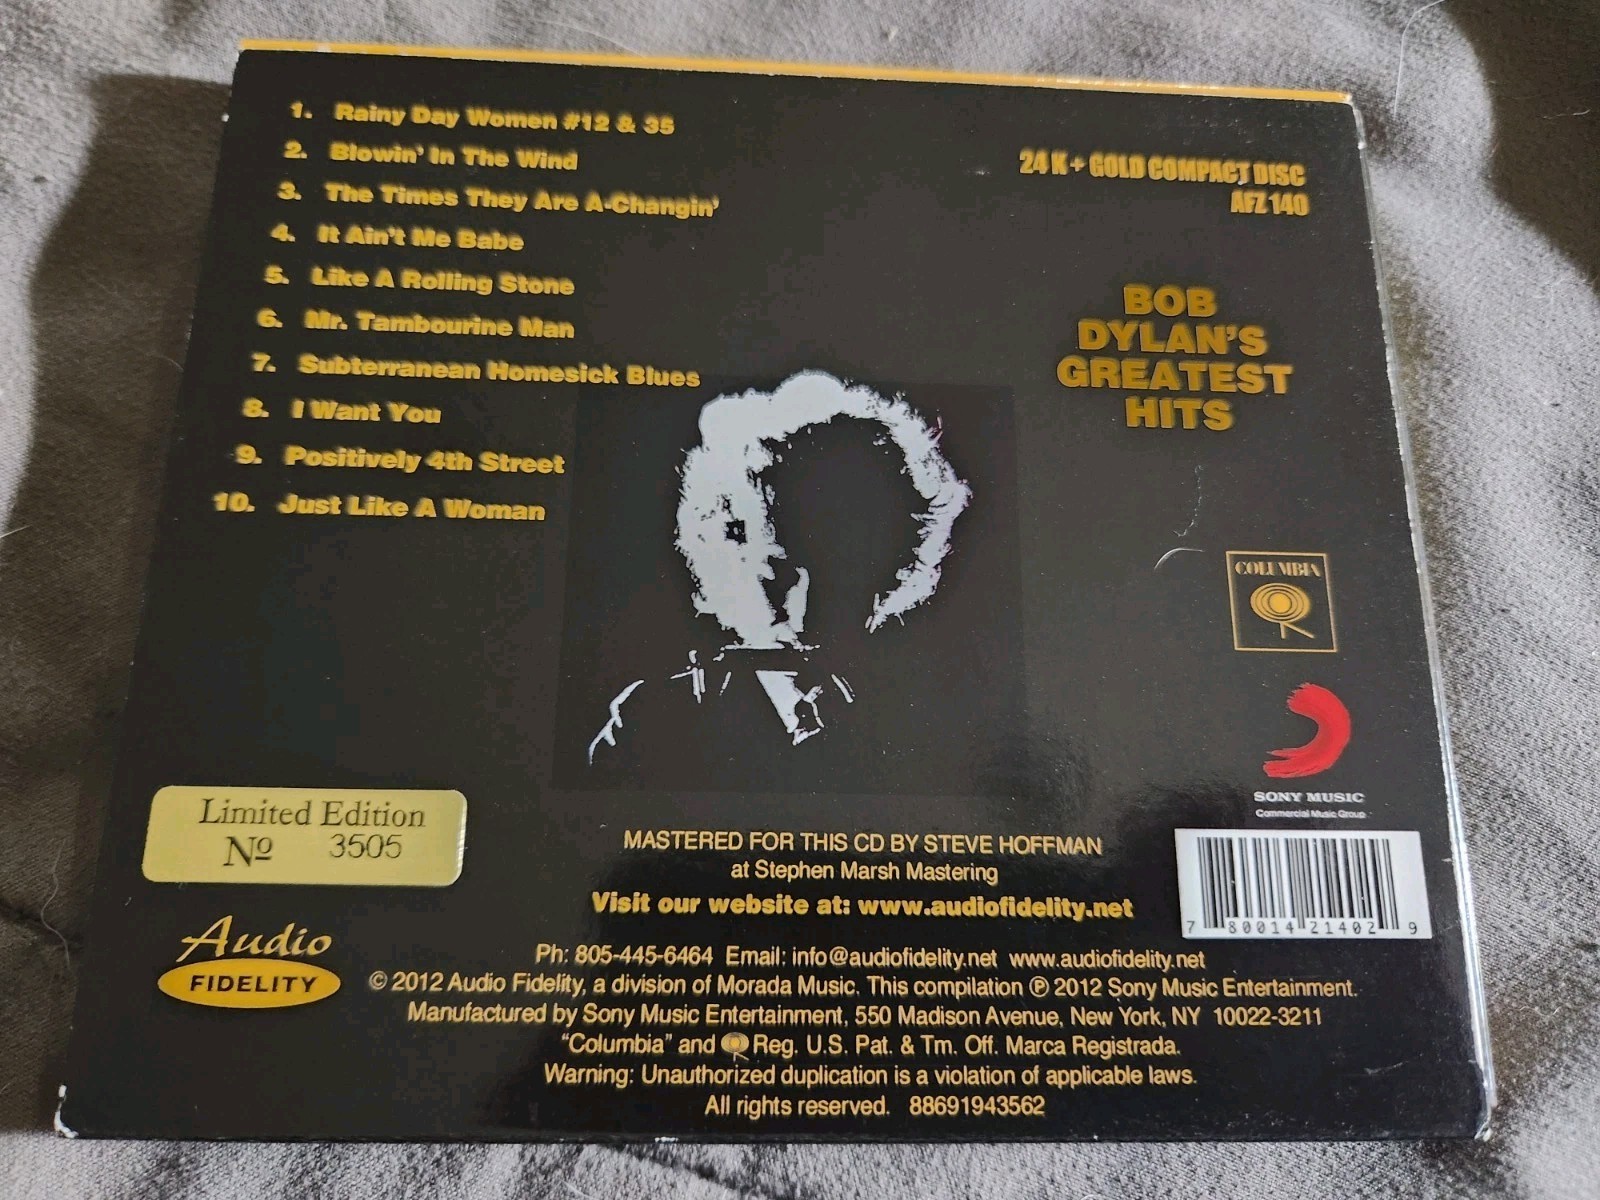 1. Rainy Day Women #12 & 35
2. Blowin' In The Wind
3. The Times They Are A-Changin'
4. It Ain't Me Babe
5. Like A Rolling Stone
6. Mr. Tambourine Man
7. Subterranean Homesick Blues
8. I Want You
9. Positively 4th Street
10. Just Like A Woman
24 K + GOLD COMPACT DISC
AFZ 140
BOB
DYLAN'S
GREATEST
HITS
COLUMBIA
SONY MUSIC
Commercial Music Group
Limited Edition
Nº 3505
MASTERED FOR THIS CD BY STEVE HOFFMAN
at Stephen Marsh Mastering
Visit our website at: www.audiofidelity.net
7 80014 21402 9
Audio
FIDELITY
Ph: 805-445-6464 Email: info@audiofidelity.net www.audiofidelity.net
© 2012 Audio Fidelity, a division of Morada Music. This compilation ℗ 2012 Sony Music Entertainment.
Manufactured by Sony Music Entertainment, 550 Madison Avenue, New York, NY 10022-3211
"Columbia" and Reg. U.S. Pat. & Tm. Off. Marca Registrada.
Warning: Unauthorized duplication is a violation of applicable laws.
All rights reserved. 88691943562